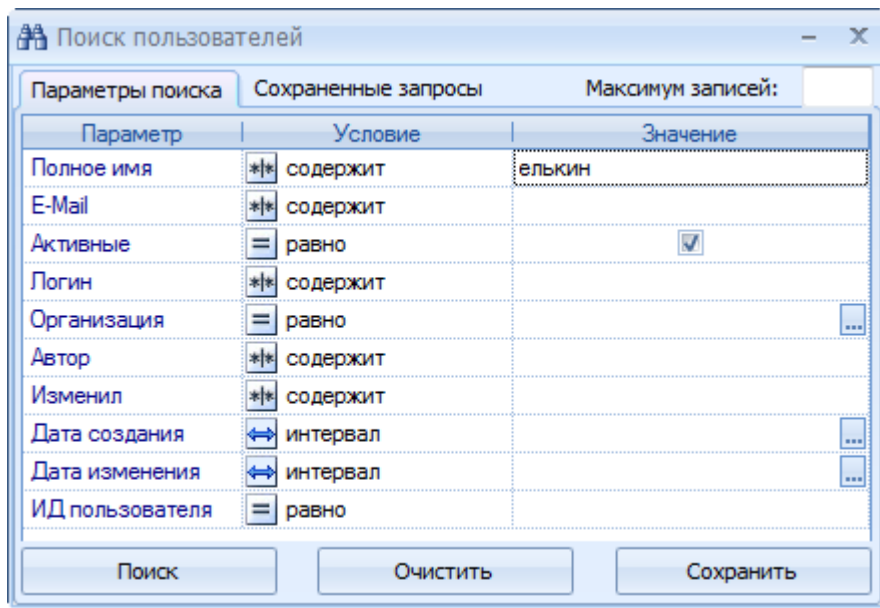 Поиск пользователей
Параметры поиска Сохраненные запросы Максимум записей:
Параметр Условие Значение
Полное имя *|* содержит елькин
E-Mail *|* содержит
Активные = равно
Логин *|* содержит
Организация = равно ...
Автор *|* содержит
Изменил *|* содержит
Дата создания интервал ...
Дата изменения интервал ...
ИД пользователя = равно
Поиск Очистить Сохранить